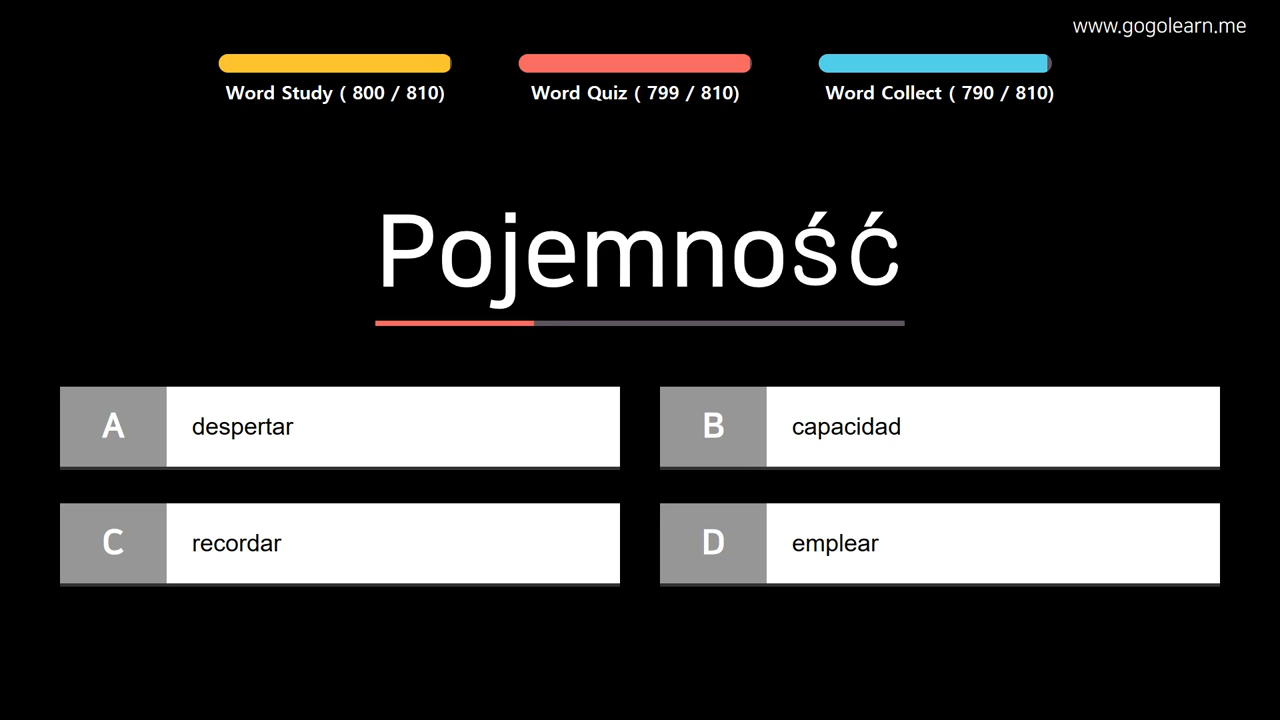 www.gogolearn.me
Word Study ( 800 / 810)
Word Quiz ( 799 / 810)
Word Collect ( 790 / 810)
Pojemność
A despertar
B capacidad
C recordar
D emplear